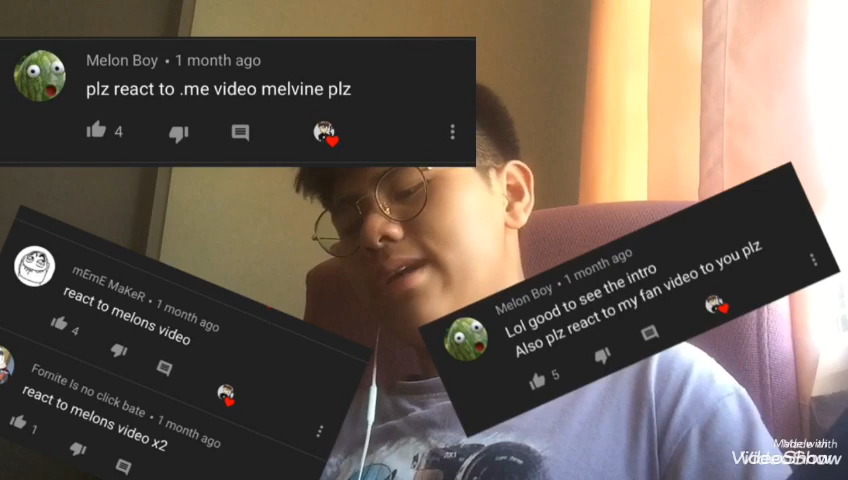 Melon Boy • 1 month ago
plz react to .me video melvine plz
4
mEmE MaKeR • 1 month ago
react to melons video
4
Fornite Is no click bate • 1 month ago
react to melons video x2
1
Melon Boy • 1 month ago
Lol good to see the intro
Also plz react to my fan video to you plz
5
Made with
VideoShow